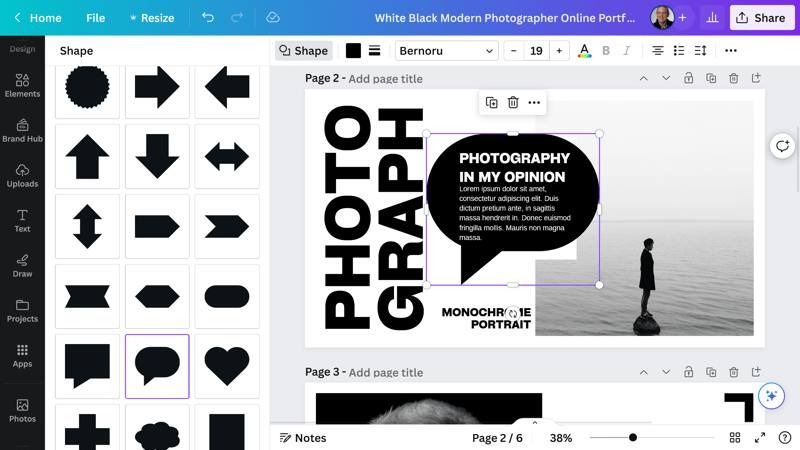 Home
File
Resize
White Black Modern Photographer Online Portf...
Share
Design
Elements
Brand Hub
Uploads
Text
Draw
Projects
Apps
Photos
Shape
Shape
Bernoru
19
A
B
I
Page 2 - Add page title
PHOTO
GRAPH
PHOTOGRAPHY
IN MY OPINION
Lorem ipsum dolor sit amet,
consectetur adipiscing elit. Duis
dictum pretium ante, in sagittis
massa hendrerit in. Donec euismod
fringilla mollis. Mauris non magna
massa.
MONOCHROME
PORTRAIT
Page 3 - Add page title
Notes
Page 2 / 6
38%